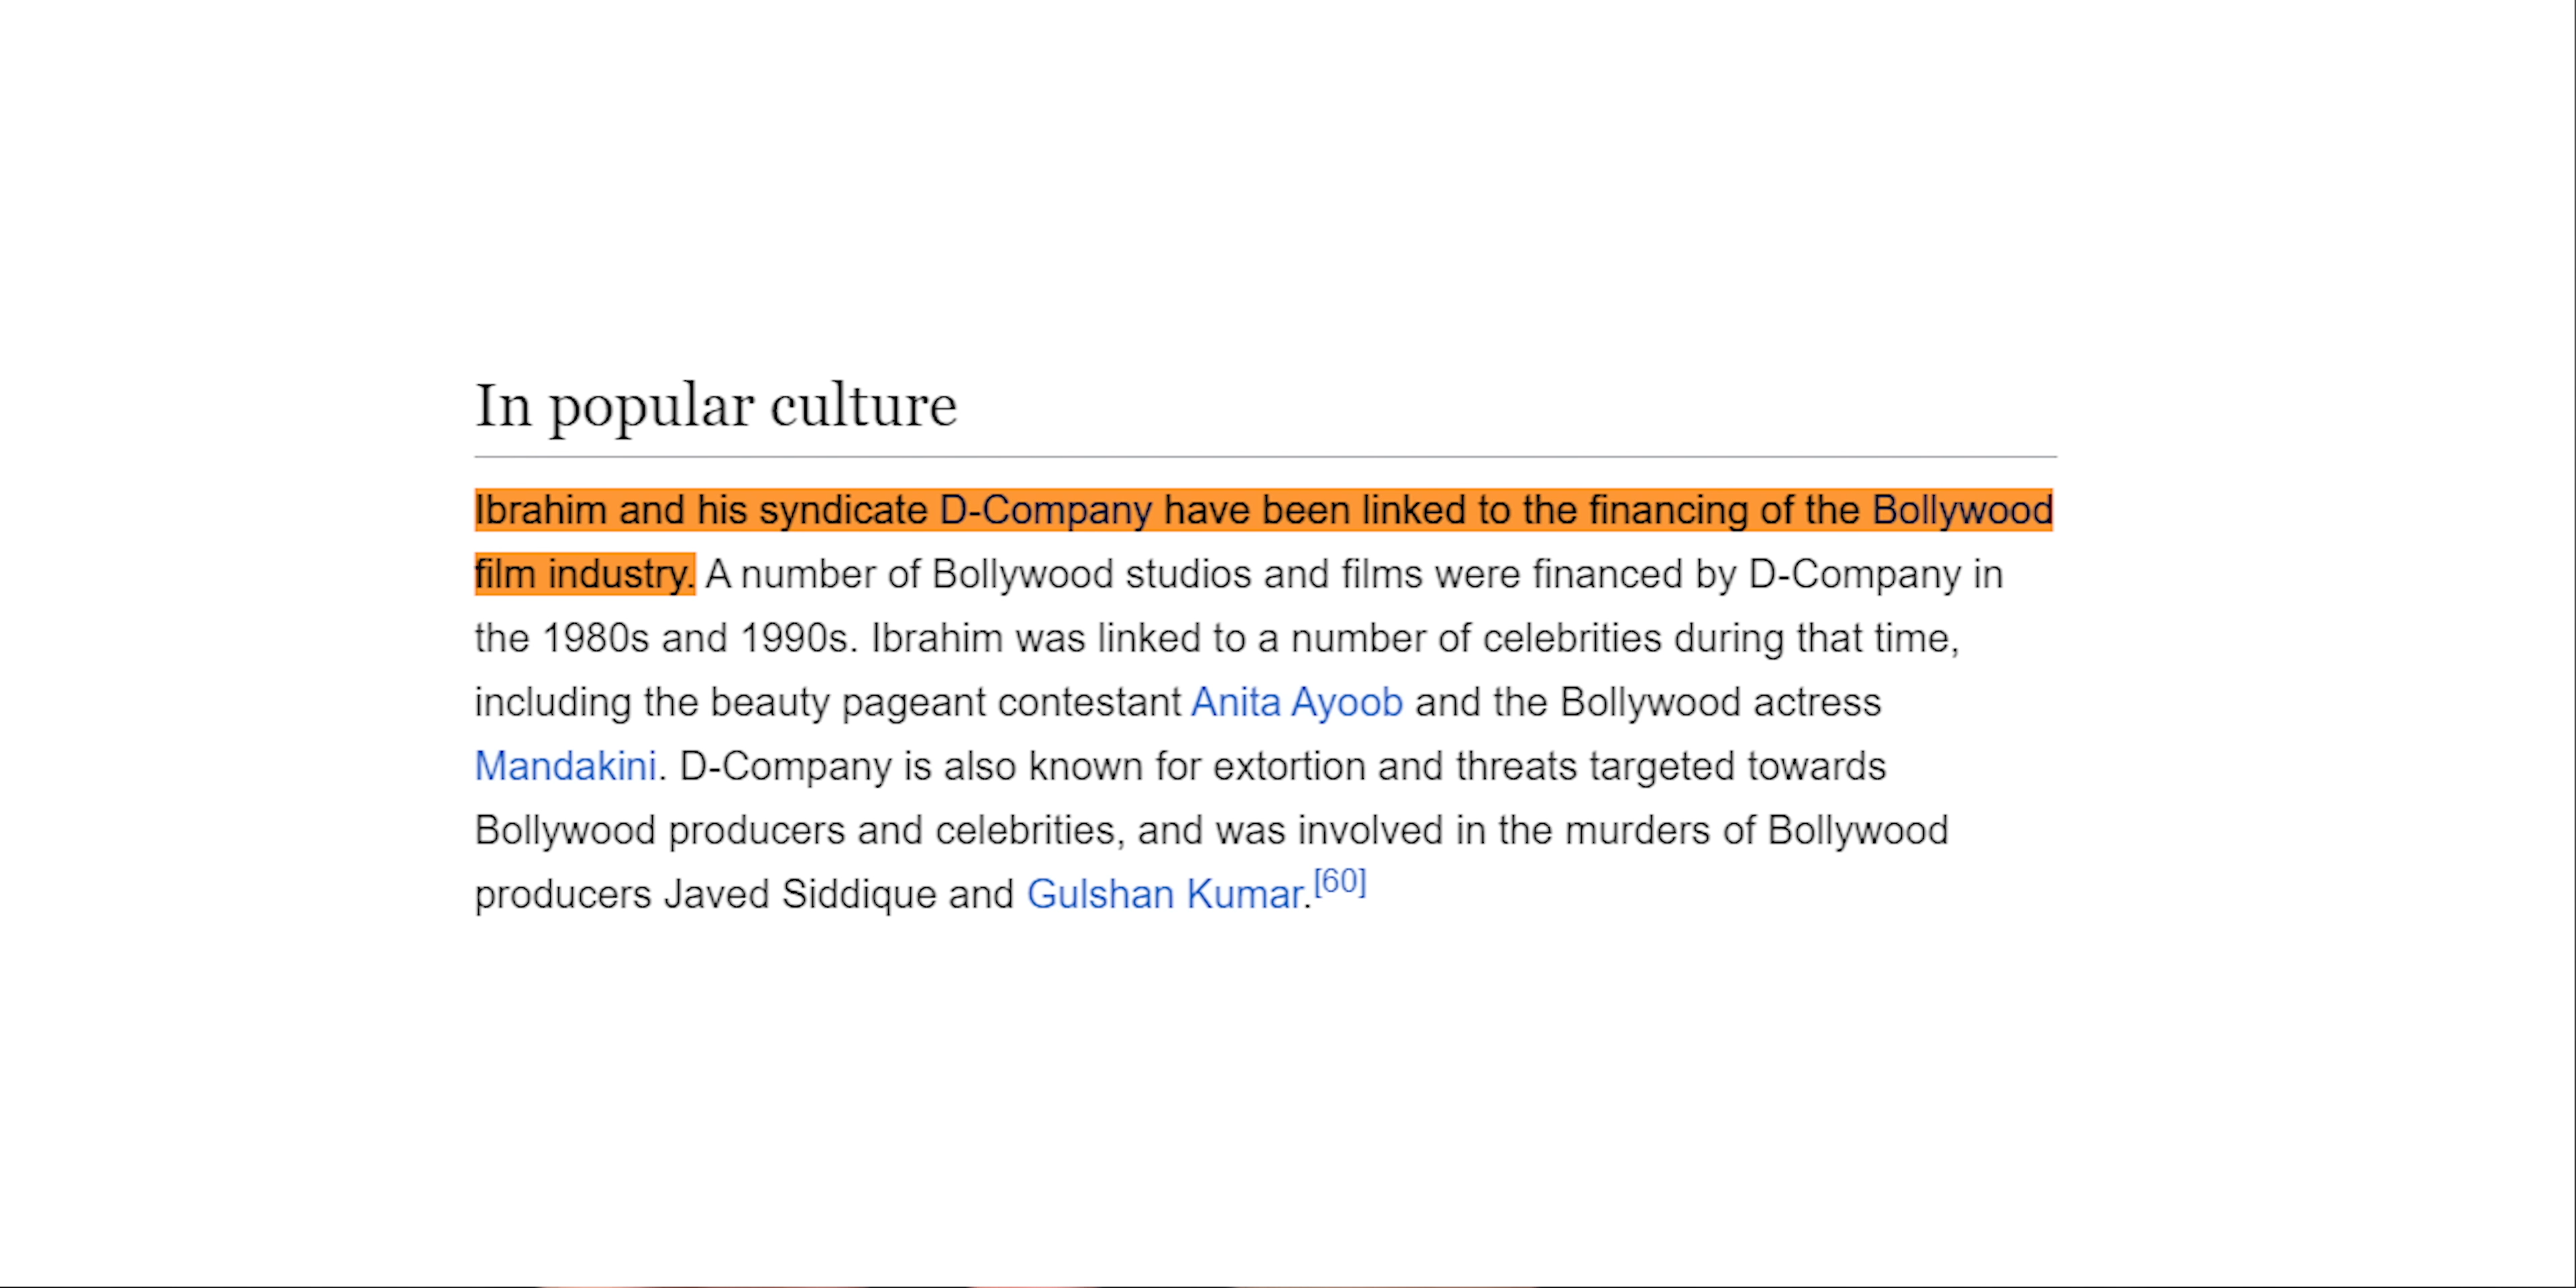 In popular culture
Ibrahim and his syndicate D-Company have been linked to the financing of the Bollywood
film industry. A number of Bollywood studios and films were financed by D-Company in
the 1980s and 1990s. Ibrahim was linked to a number of celebrities during that time,
including the beauty pageant contestant Anita Ayoob and the Bollywood actress
Mandakini. D-Company is also known for extortion and threats targeted towards
Bollywood producers and celebrities, and was involved in the murders of Bollywood
producers Javed Siddique and Gulshan Kumar.[60]